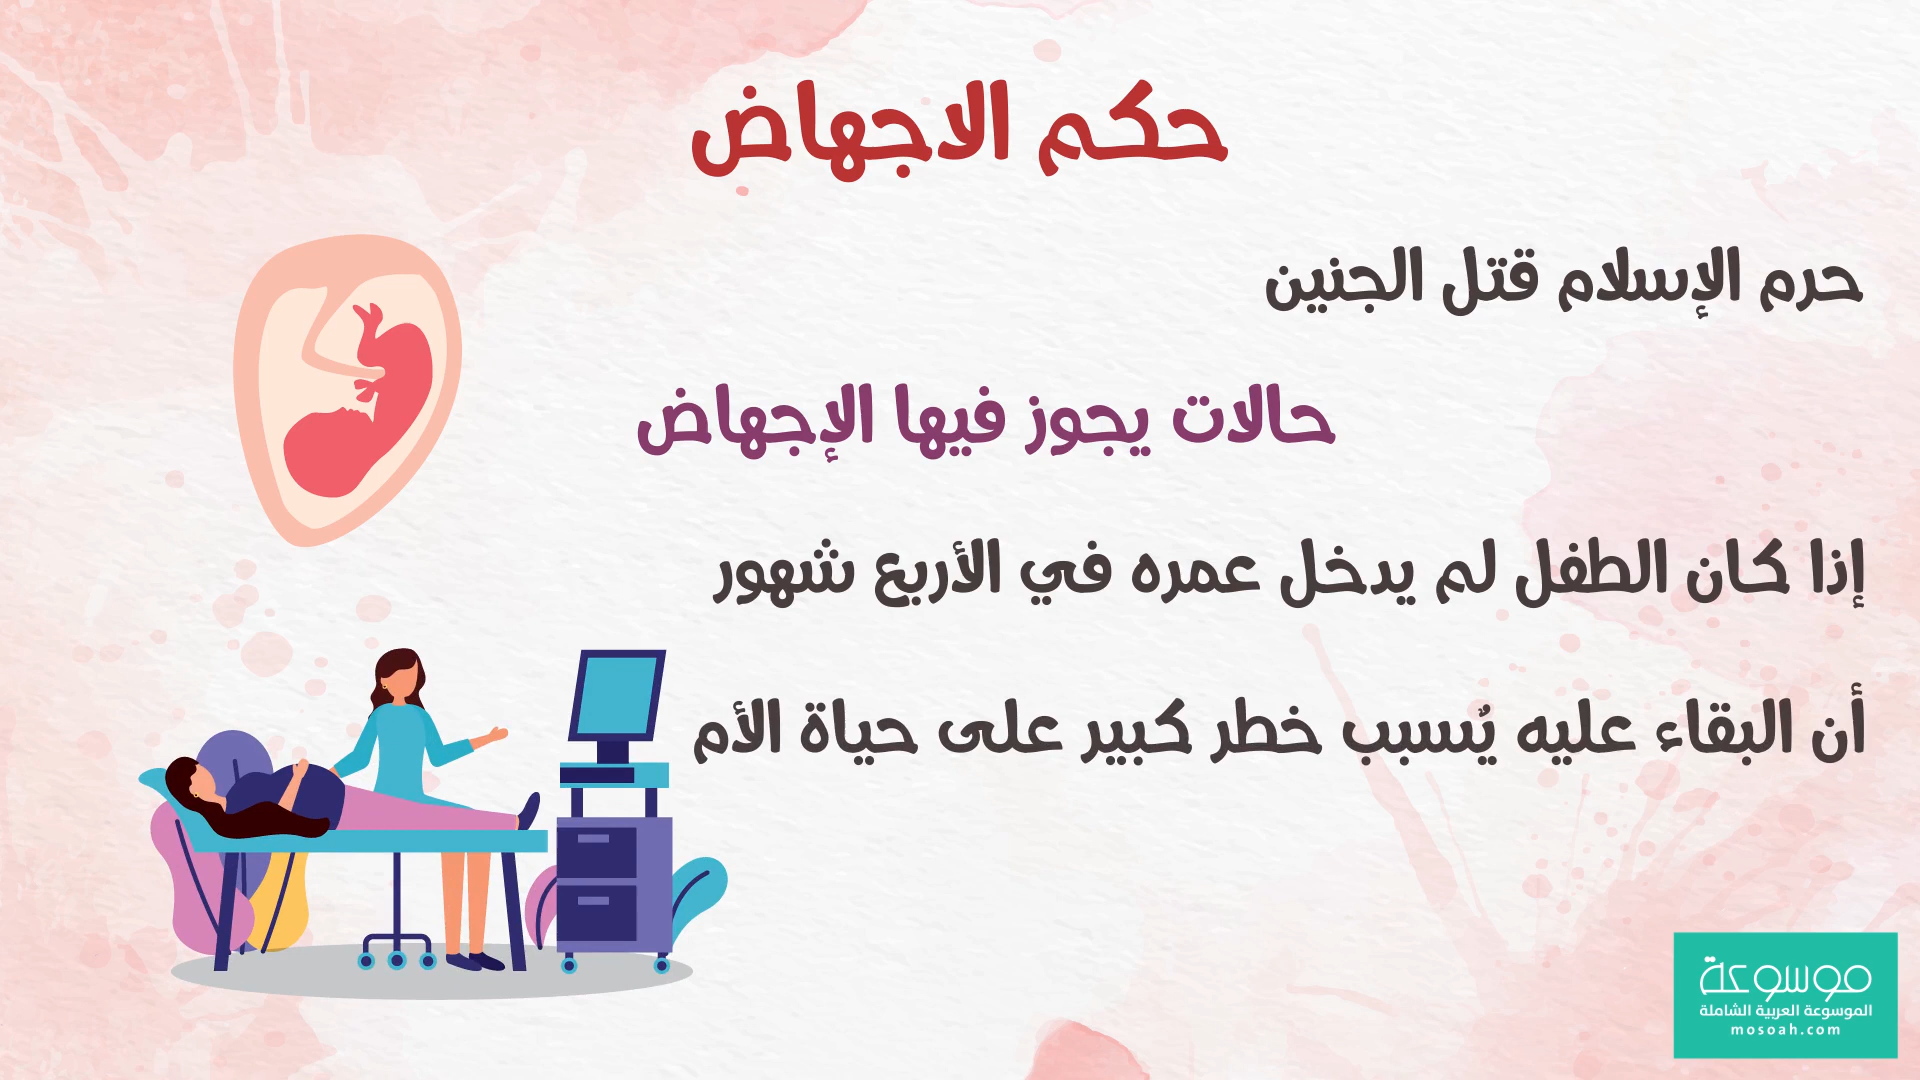 حكم الاجهاض
حرم الإسلام قتل الجنين
حالات يجوز فيها الإجهاض
إذا كان الطفل لم يدخل عمره في الأربع شهور
أن البقاء عليه يُسبب خطر كبير على حياة الأم
موسوعة
الموسوعة العربية الشاملة
mosoah.com